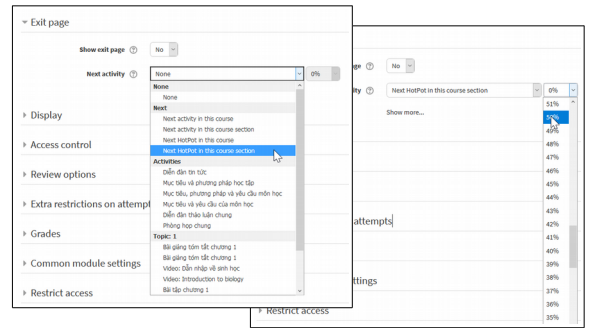 Exit page
Show exit page No
Next activity None 0%
None
None
Next
Next activity in this course
Next activity in this course section
Next HotPot in this course
Next HotPot in this course section
Activities
Diễn đàn tin tức
Mục tiêu và phương pháp học tập
Mục tiêu, phương pháp và yêu cầu môn học
Mục tiêu và yêu cầu của môn học
Diễn đàn thảo luận chung
Phòng họp chung
Topic: 1
Bài giảng tóm tắt chương 1
Bài giảng tóm tắt chương 1
Video: Dẫn nhập về sinh học
Video: Introduction to biology
Bài tập chương 1
Display
Access control
Review options
Extra restrictions on attempt
Grades
Common module settings
Restrict access
ge No
ity Next HotPot in this course section 0%
Show more...
51%
50%
49%
48%
47%
46%
45%
44%
43%
42%
41%
40%
39%
38%
37%
36%
35%
attempts
ttings
Restrict access